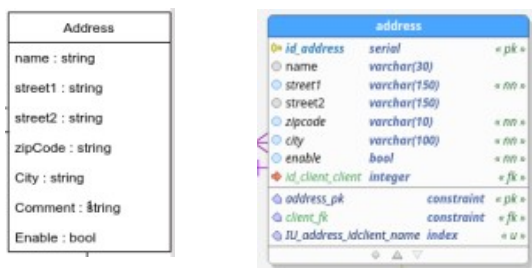 Address
name : string
street1 : string
street2 : string
zipCode : string
City : string
Comment : string
Enable : bool
address
id_address serial « pk »
name varchar(30)
street1 varchar(150) « nn »
street2 varchar(150)
zipcode varchar(10) « nn »
city varchar(100) « nn »
enable bool « nn »
id_client_client integer « fk »
address_pk constraint « pk »
client_fk constraint « fk »
IU_address_idclient_name index « u »